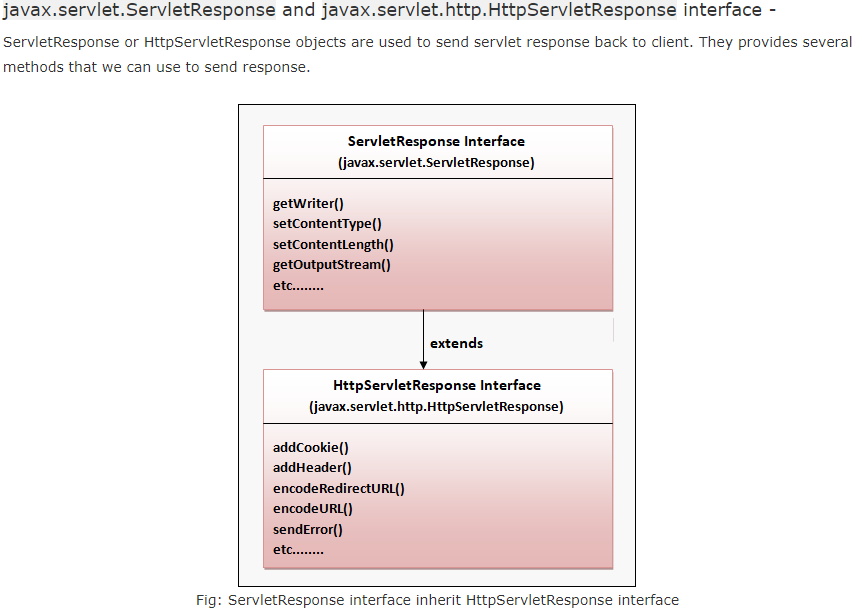 javax.servlet.ServletResponse and javax.servlet.http.HttpServletResponse interface -
ServletResponse or HttpServletResponse objects are used to send servlet response back to client. They provides several
methods that we can use to send response.
ServletResponse Interface
(javax.servlet.ServletResponse)
getWriter()
setContentType()
setContentLength()
getOutputStream()
etc........
extends
HttpServletResponse Interface
(javax.servlet.http.HttpServletResponse)
addCookie()
addHeader()
encodeRedirectURL()
encodeURL()
sendError()
etc........
Fig: ServletResponse interface inherit HttpServletResponse interface